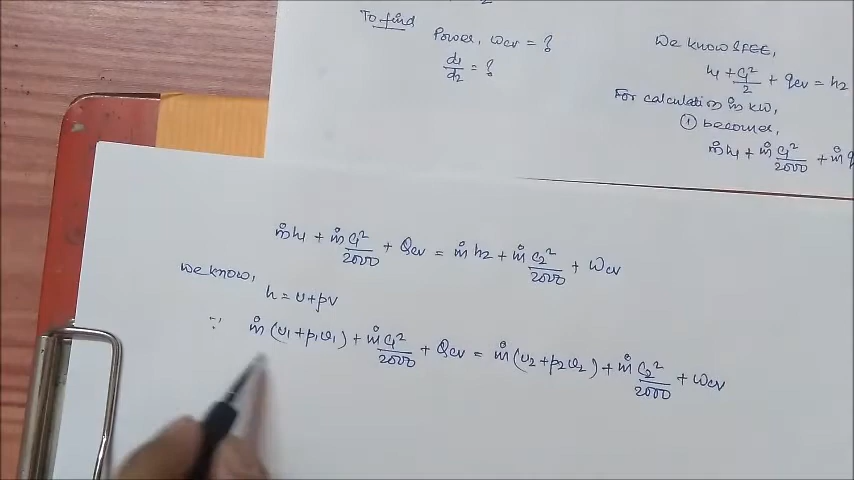 To find
Power, Wcv = ?
d₁/d₂ = ?
We know SFEE,
h₁ + C₁²/2 + qcv = h₂
For calculation in kW,
① becomes,
ṁh₁ + ṁ C₁²/2000 + ṁ q
ṁh₁ + ṁ C₁²/2000 + Qcv = ṁ h₂ + ṁ C₂²/2000 + Wcv
We know,
h = u + pv
∵ ṁ (u₁ + p₁v₁) + ṁ C₁²/2000 + Qcv = ṁ (u₂ + p₂v₂) + ṁ C₂²/2000 + Wcv